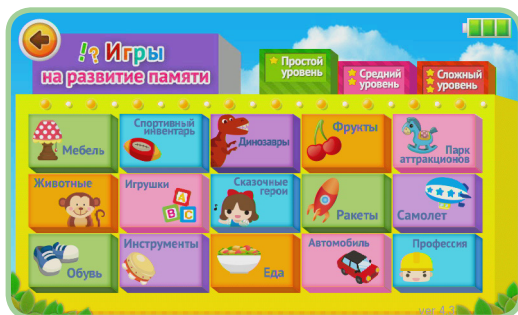 !? Игры
на развитие памяти
Простой
уровень
Средний
уровень
Сложный
уровень
Мебель
Спортивный
инвентарь
Динозавры
Фрукты
Парк
аттракционов
Животные
Игрушки
A
B C
Сказочные
герои
Ракеты
Самолет
Обувь
Инструменты
Еда
Автомобиль
Профессия
ver 4.3